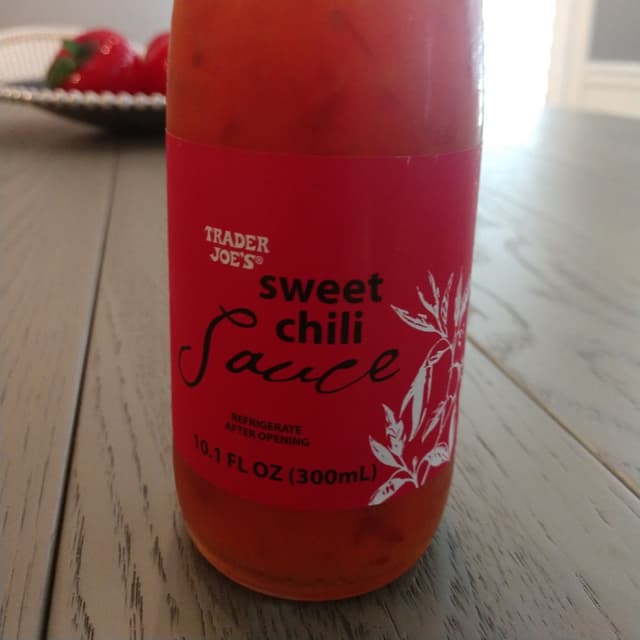 TRADER
JOE'S®
sweet
chili
Sauce
REFRIGERATE
AFTER OPENING
10.1 FL OZ (300mL)